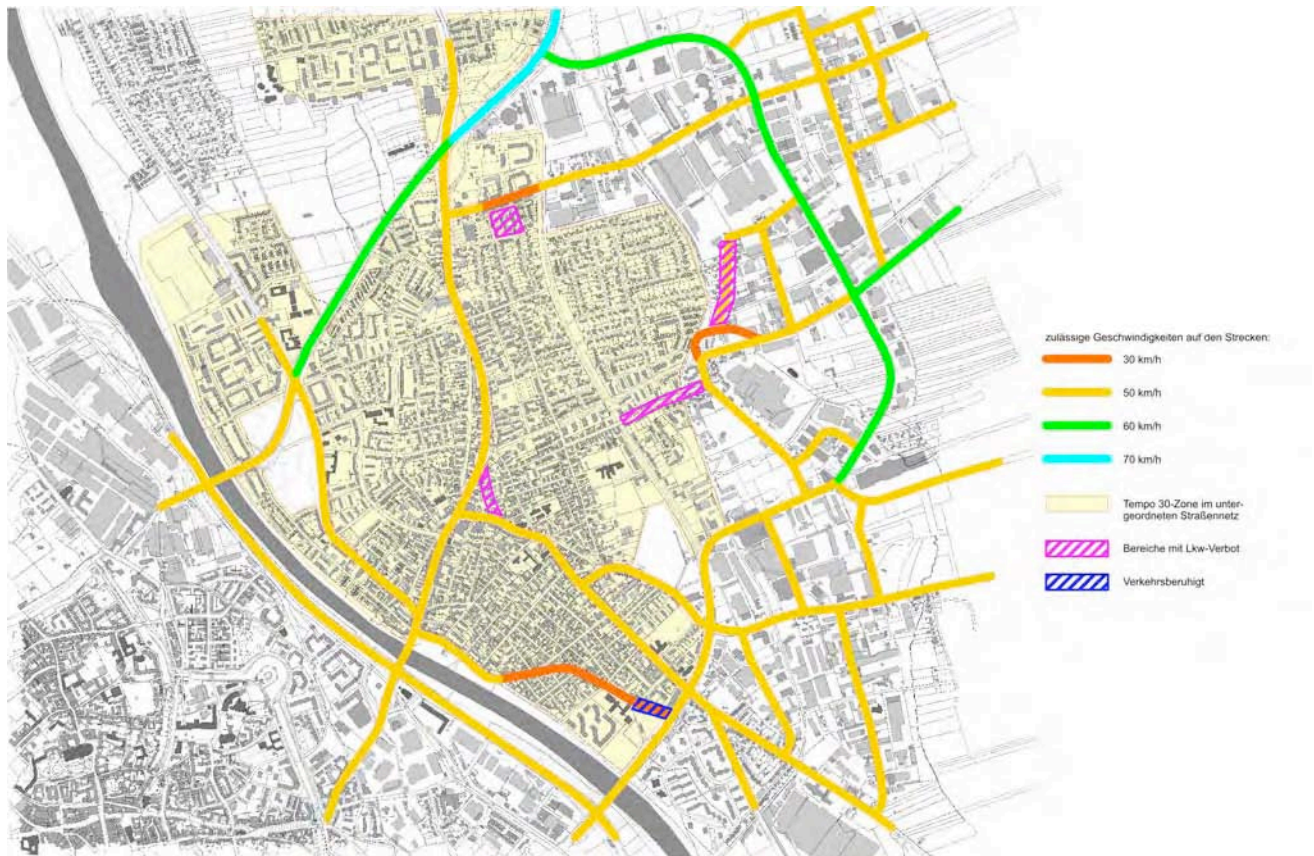 zulässige Geschwindigkeiten auf den Strecken:
30 km/h
50 km/h
60 km/h
70 km/h
Tempo 30-Zone im unter-
geordneten Straßennetz
Bereiche mit Lkw-Verbot
Verkehrsberuhigt